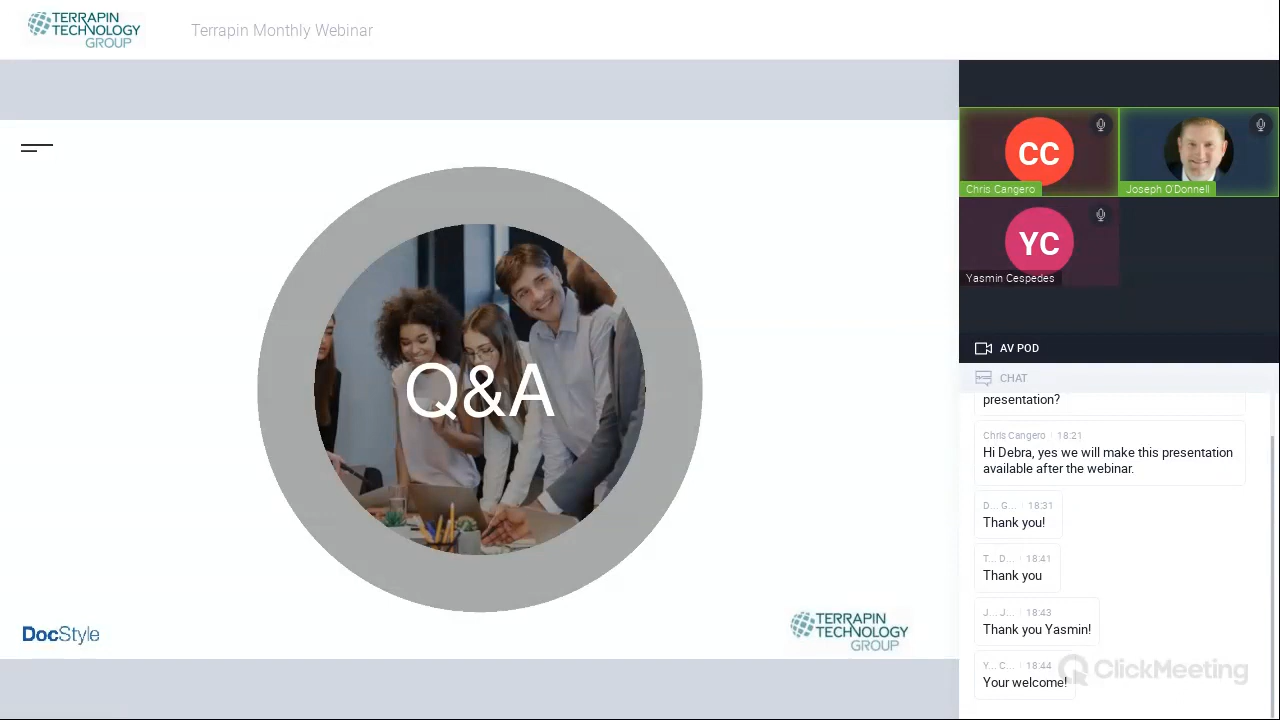 TERRAPIN
TECHNOLOGY
GROUP
Terrapin Monthly Webinar
Q&A
DocStyle
TERRAPIN
TECHNOLOGY
GROUP
CC
Chris Cangero
Joseph O'Donnell
YC
Yasmin Cespedes
AV POD
CHAT
presentation?
Chris Cangero | 18:21
Hi Debra, yes we will make this presentation
available after the webinar.
D... G... | 18:31
Thank you!
T... D... | 18:41
Thank you
J... J... | 18:43
Thank you Yasmin!
Y... C... | 18:44
Your welcome!
ClickMeeting